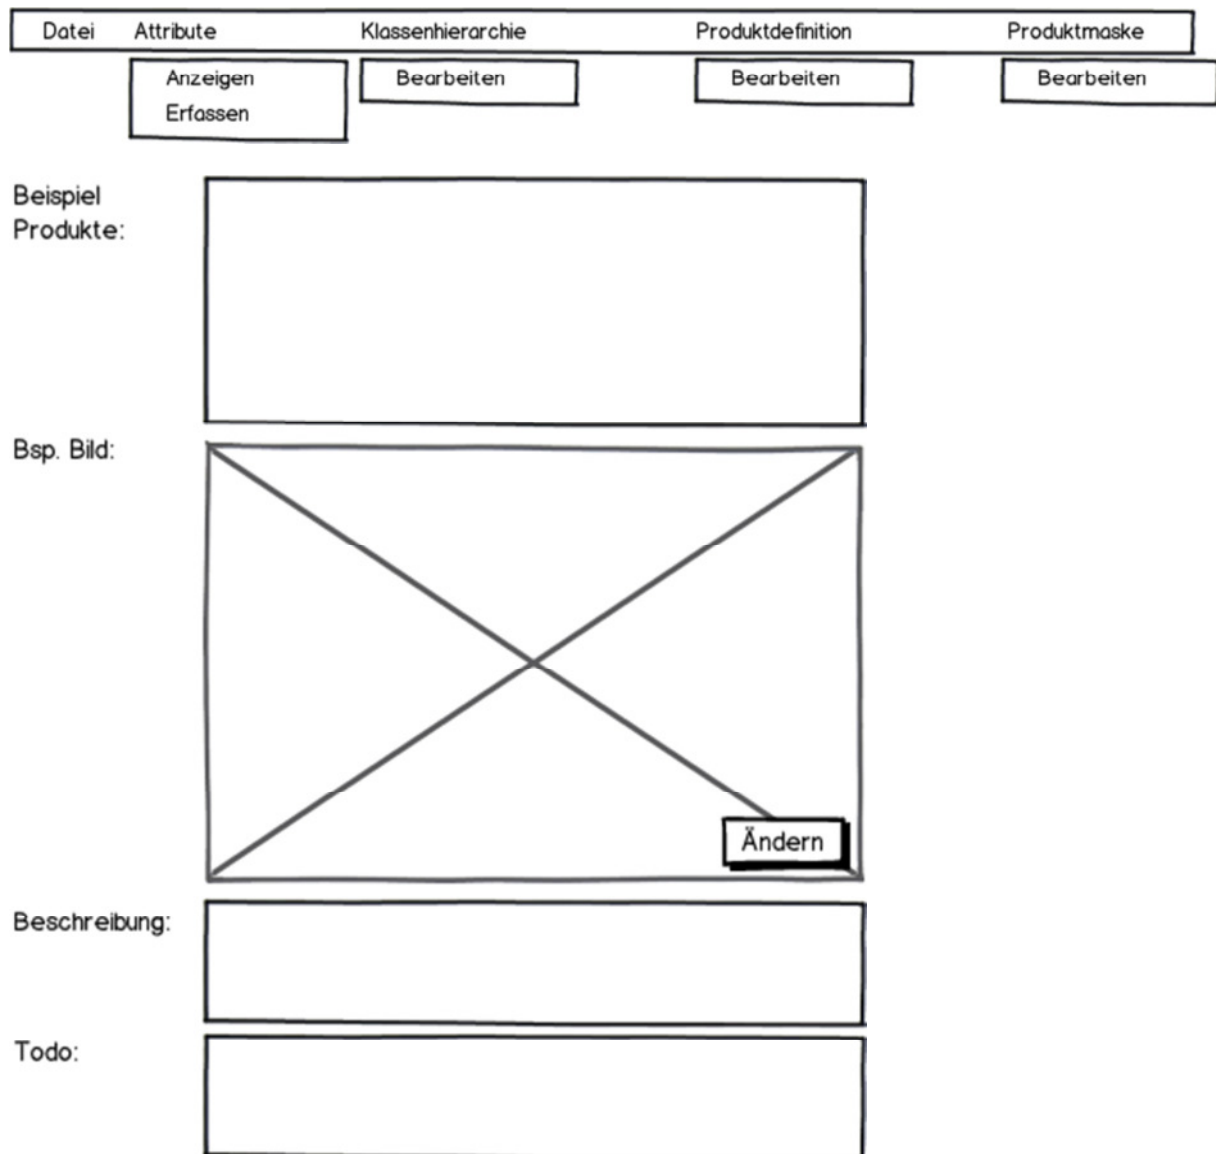 Datei Attribute Klassenhierarchie Produktdefinition Produktmaske
Anzeigen Bearbeiten Bearbeiten Bearbeiten
Erfassen
Beispiel
Produkte:
Bsp. Bild:
Ändern
Beschreibung:
Todo: